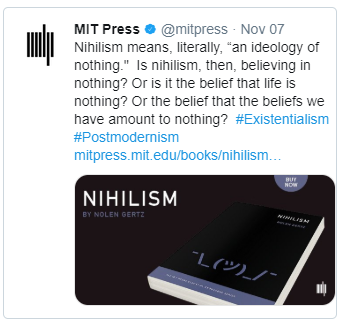 MIT Press @mitpress · Nov 07
Nihilism means, literally, “an ideology of
nothing." Is nihilism, then, believing in
nothing? Or is it the belief that life is
nothing? Or the belief that the beliefs we
have amount to nothing? #Existentialism
#Postmodernism
mitpress.mit.edu/books/nihilism…
BUY
NOW
NIHILISM
BY NOLEN GERTZ
NIHILISM
NOLEN GERTZ
¯\_(ツ)_/¯